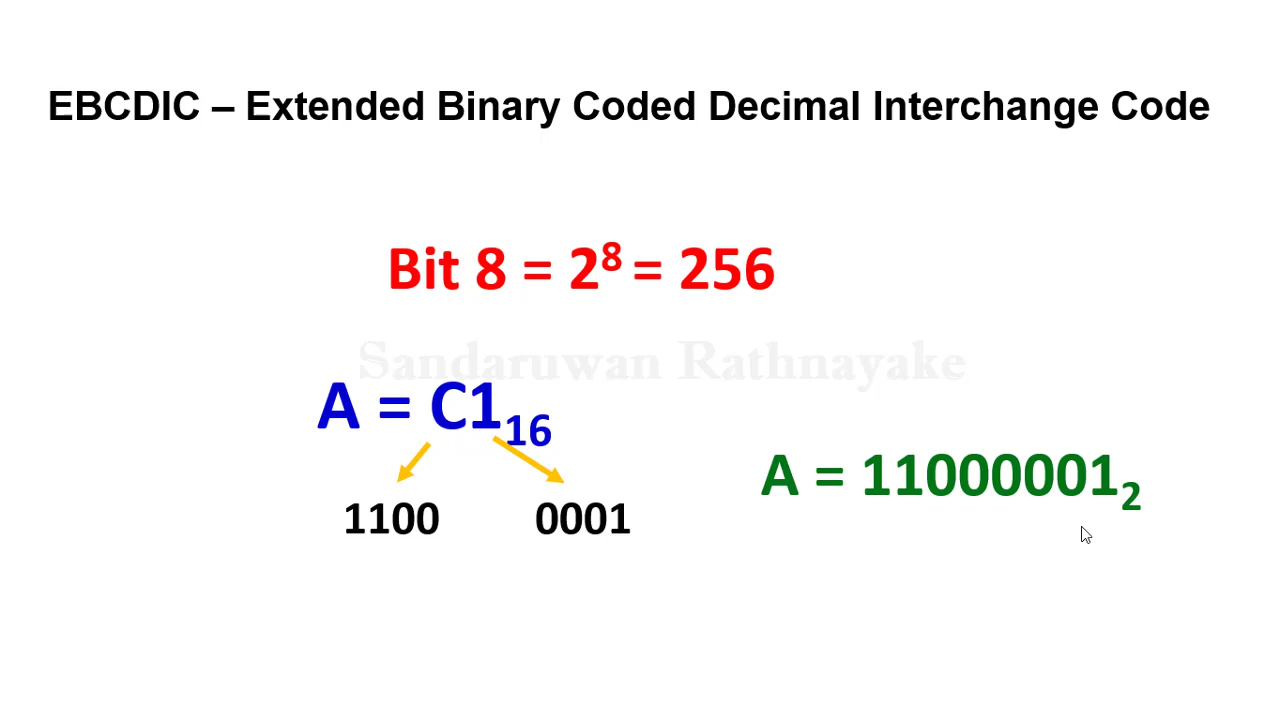 EBCDIC – Extended Binary Coded Decimal Interchange Code
Bit 8 = 2⁸ = 256
Sandaruwan Rathnayake
A = C1₁₆
1100 0001
A = 11000001₂